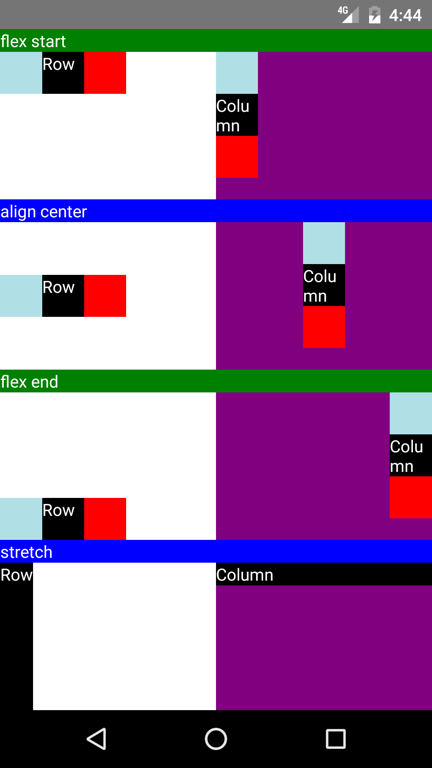 4G 4:44
flex start
Row
Colu
mn
align center
Row
Colu
mn
flex end
Row
Colu
mn
stretch
Row
Column